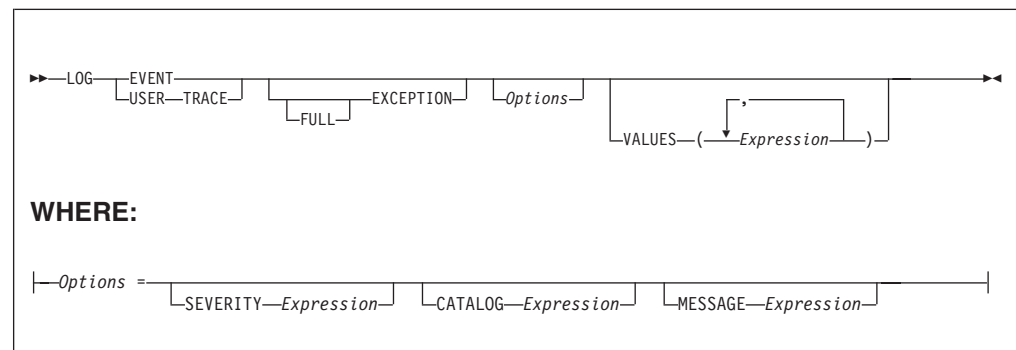 LOG EVENT
USER TRACE
FULL EXCEPTION
Options
,
VALUES ( Expression )
WHERE:
Options =
SEVERITY Expression
CATALOG Expression
MESSAGE Expression